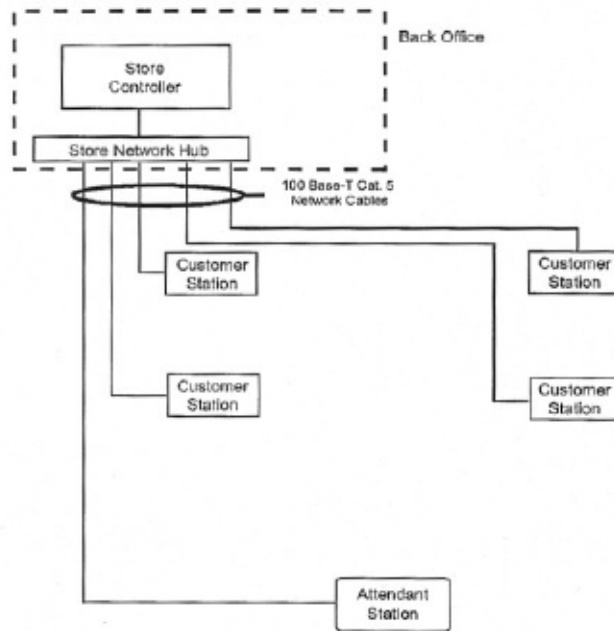 Back Office
Store
Controller
Store Network Hub
100 Base-T Cat. 5
Network Cables
Customer
Station
Customer
Station
Customer
Station
Customer
Station
Attendant
Station